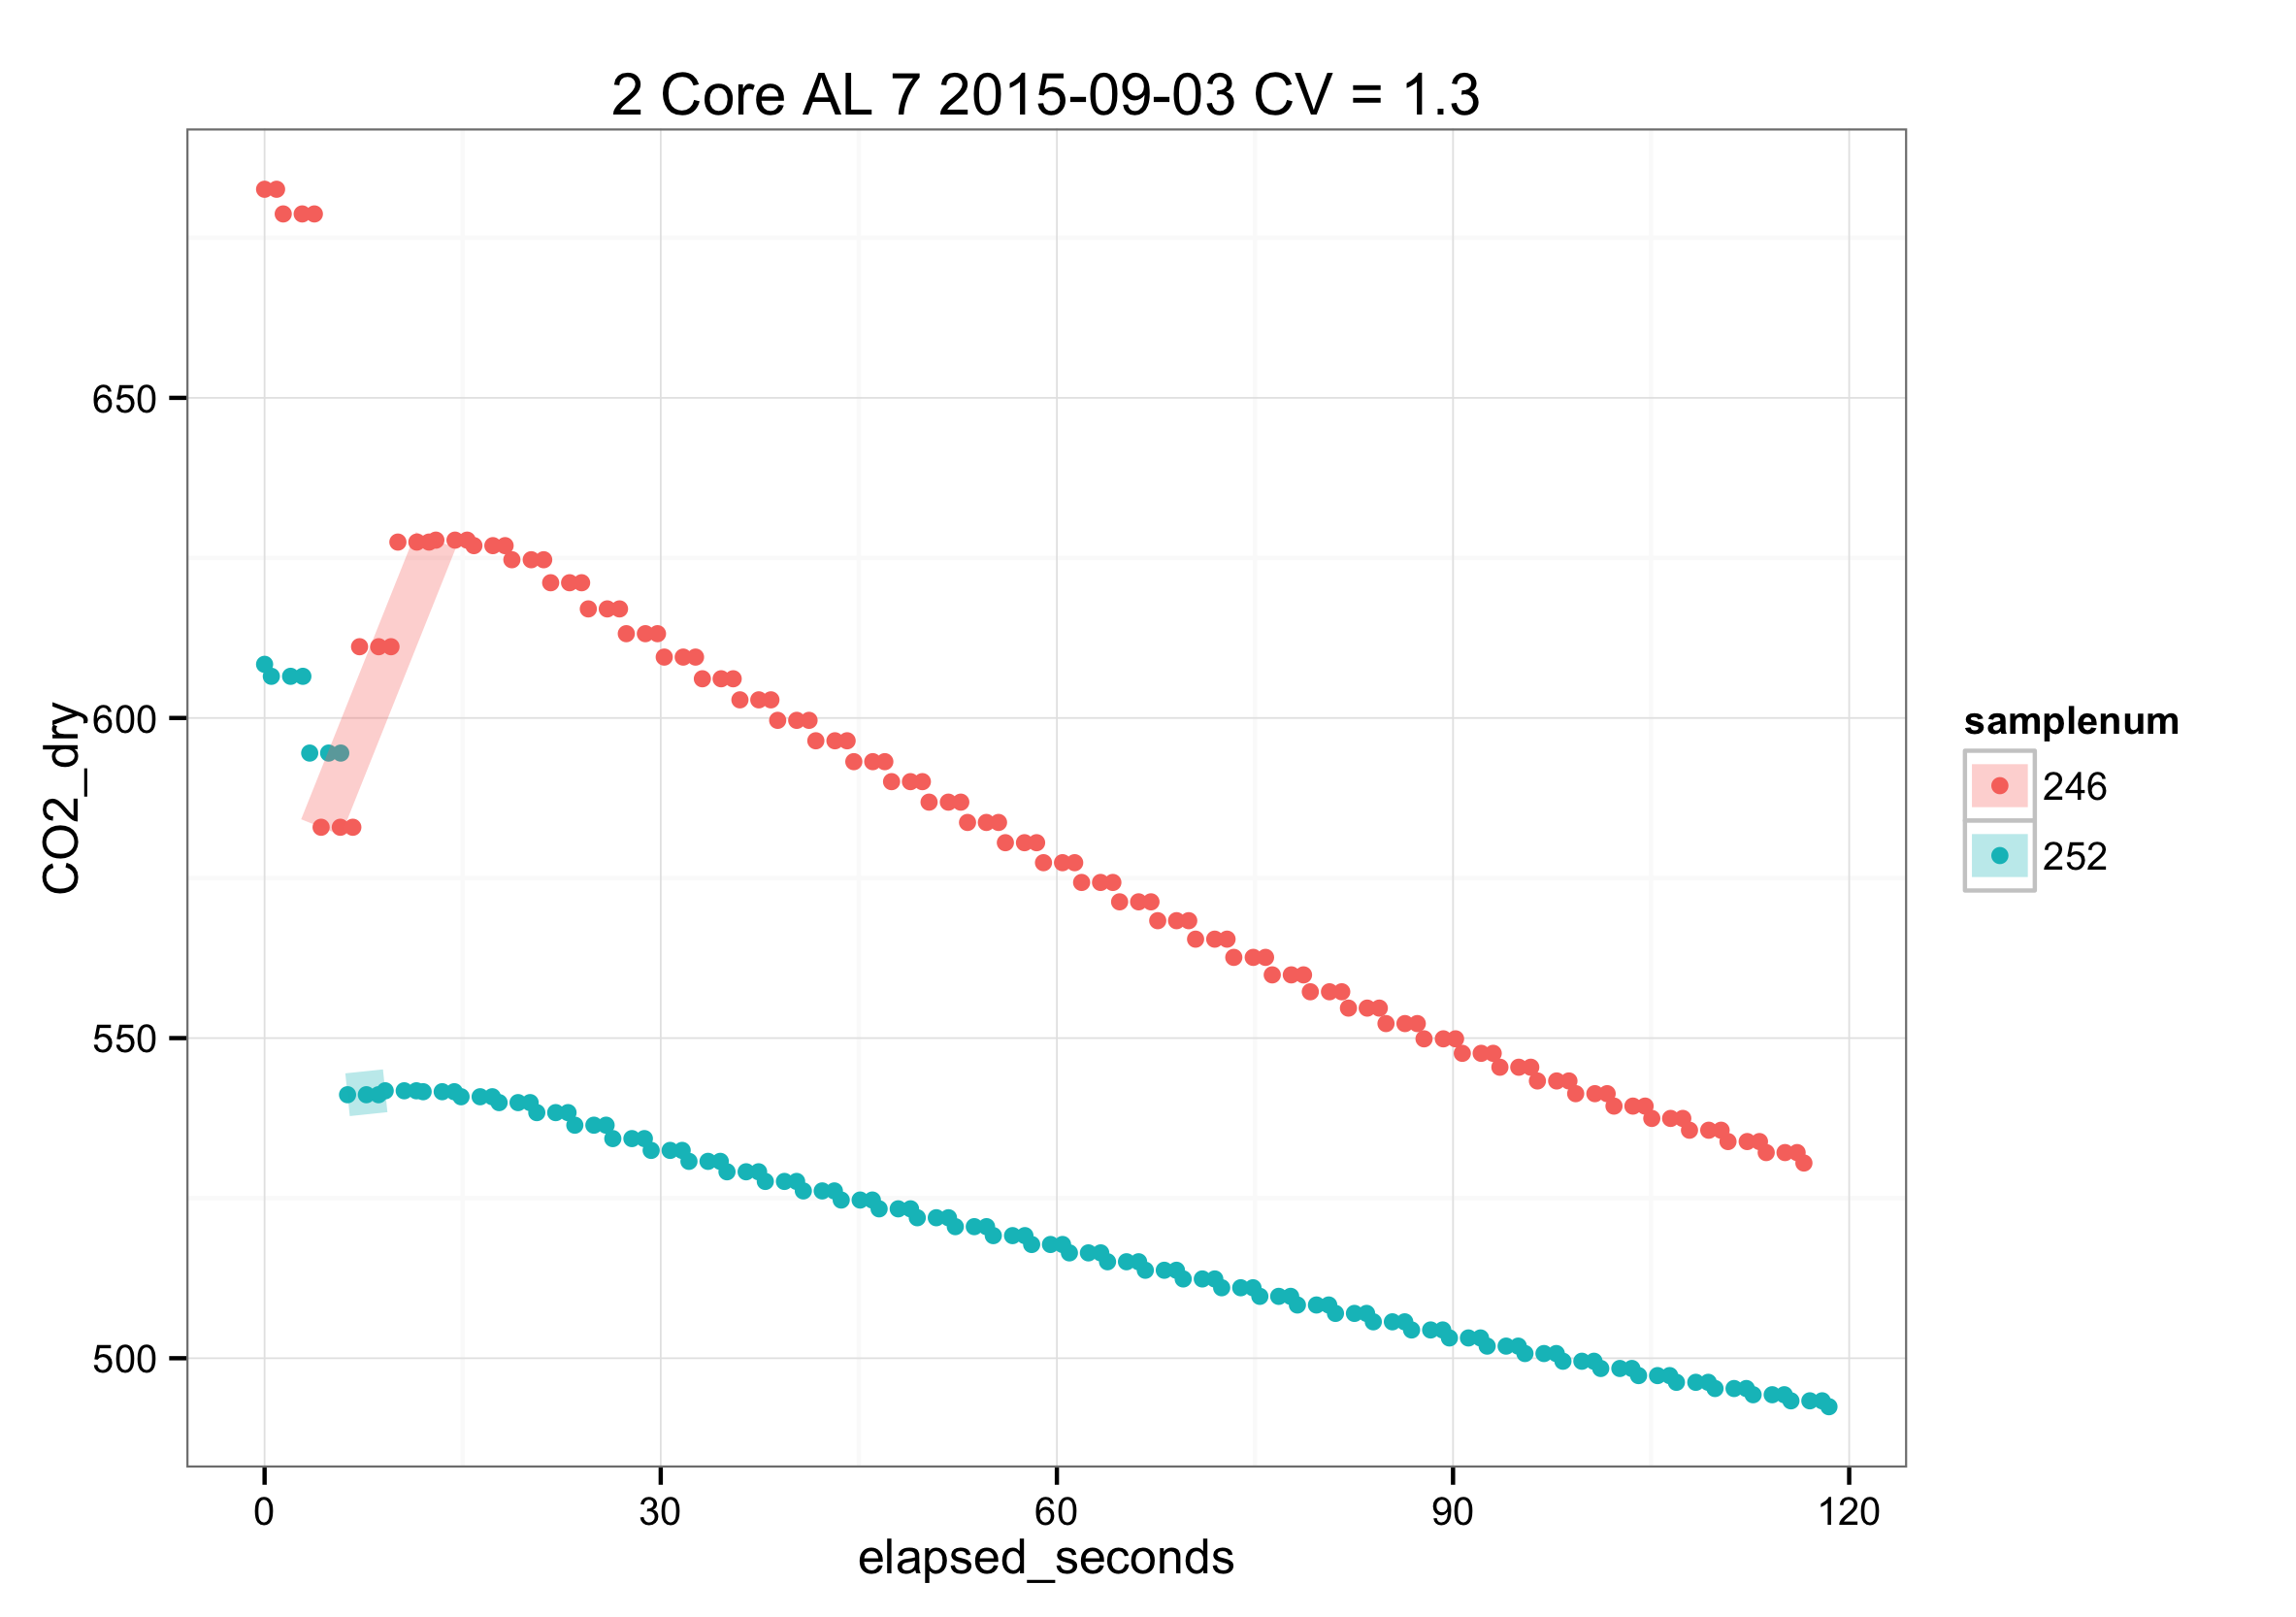 2 Core AL 7 2015-09-03 CV = 1.3
650
600
550
500
CO2_dry
0 30 60 90 120
elapsed_seconds
samplenum
246
252